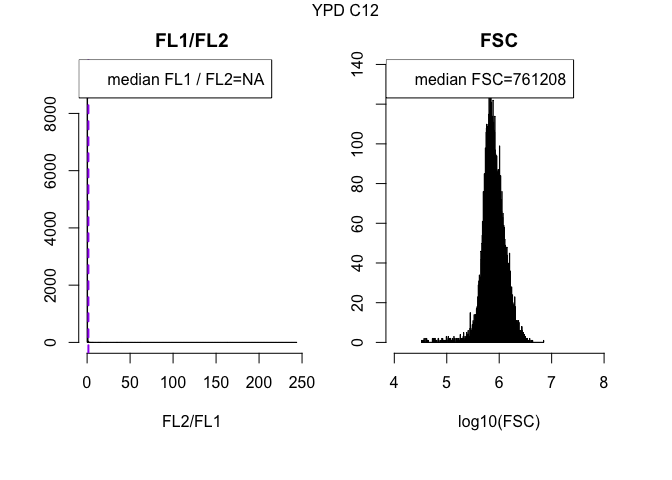 YPD C12
FL1/FL2
median FL1 / FL2=NA
0
2000
4000
6000
8000
0 50 100 150 200 250
FL2/FL1
FSC
median FSC=761208
0
20
40
60
80
100
140
4 5 6 7 8
log10(FSC)